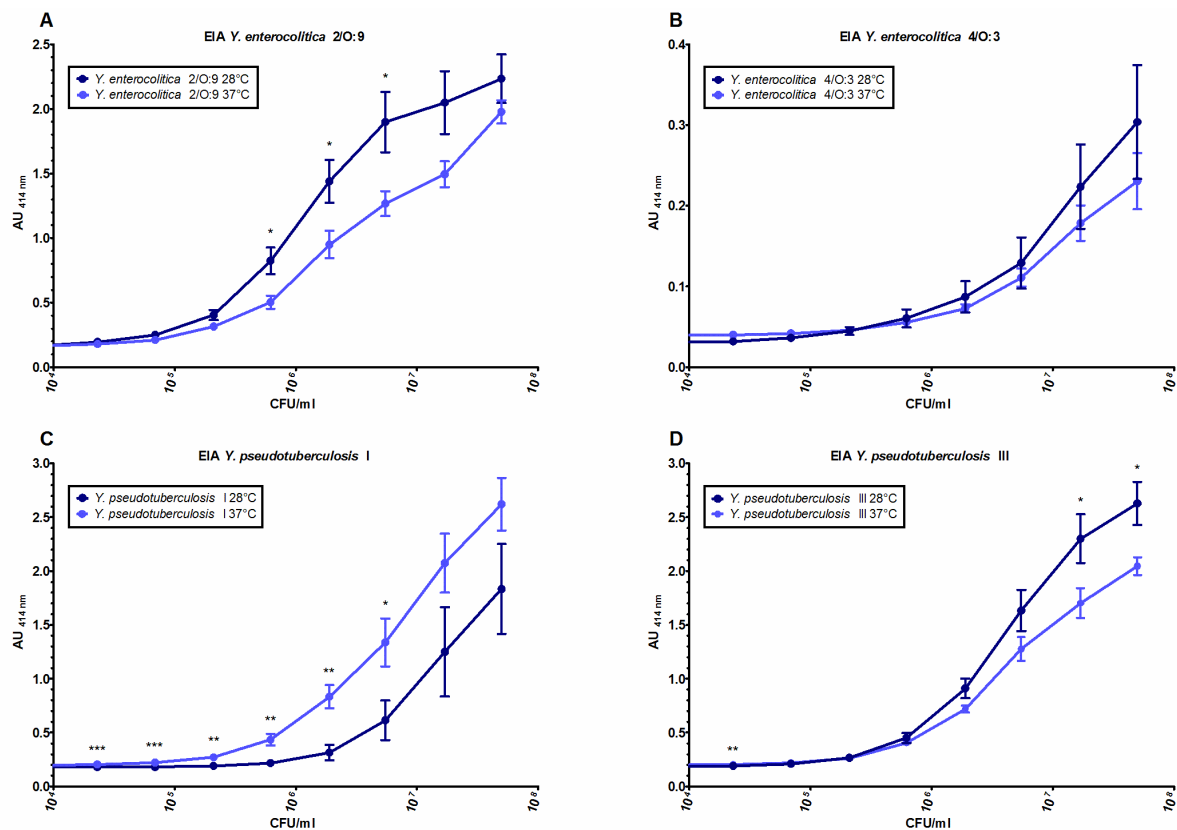 A
EIA Y. enterocolitica 2/O:9
2.5
2.0
1.5
1.0
0.5
0.0
AU 414 nm
Y. enterocolitica 2/O:9 28°C
Y. enterocolitica 2/O:9 37°C
*
*
*
10 4
10 5
10 6
10 7
10 8
CFU/ml
B
EIA Y. enterocolitica 4/O:3
0.4
0.3
0.2
0.1
0.0
AU 414 nm
Y. enterocolitica 4/O:3 28°C
Y. enterocolitica 4/O:3 37°C
10 4
10 5
10 6
10 7
10 8
CFU/ml
C
EIA Y. pseudotuberculosis I
3.0
2.5
2.0
1.5
1.0
0.5
0.0
AU 414 nm
Y. pseudotuberculosis I 28°C
Y. pseudotuberculosis I 37°C
***
***
**
**
**
*
10 4
10 5
10 6
10 7
10 8
CFU/ml
D
EIA Y. pseudotuberculosis III
3.0
2.5
2.0
1.5
1.0
0.5
0.0
AU 414 nm
Y. pseudotuberculosis III 28°C
Y. pseudotuberculosis III 37°C
**
*
*
10 4
10 5
10 6
10 7
10 8
CFU/ml